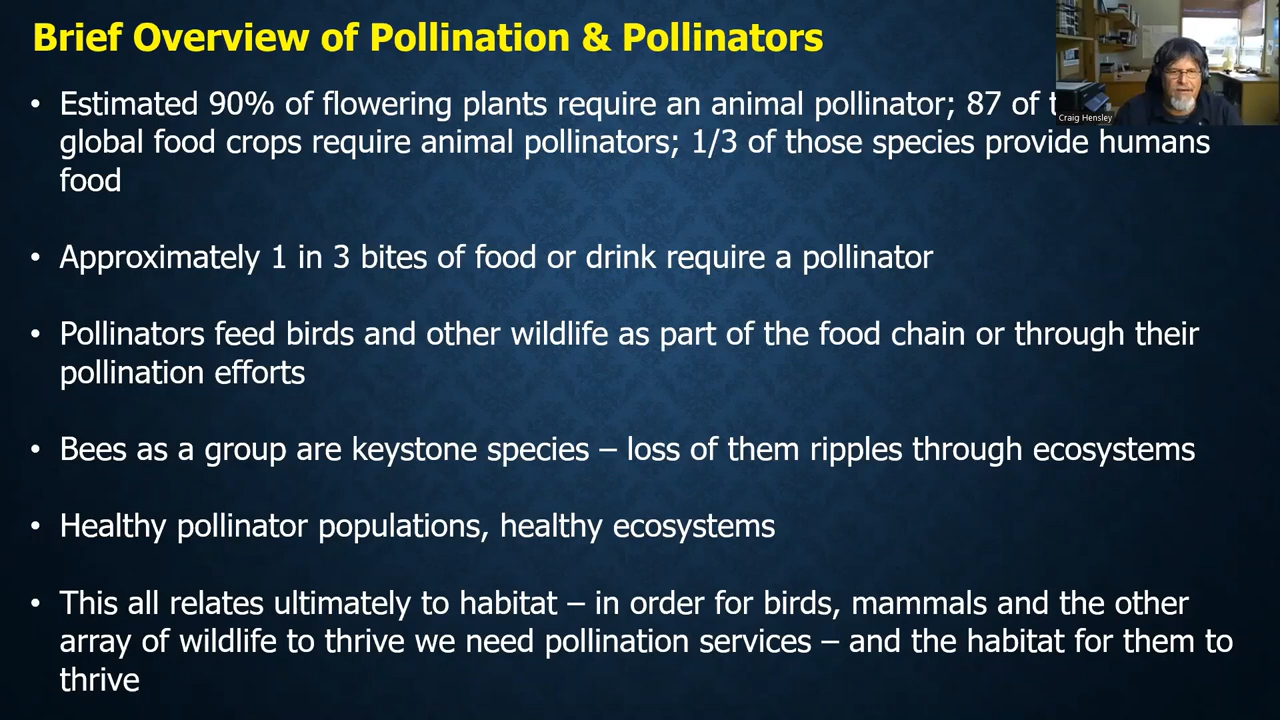 Brief Overview of Pollination & Pollinators
Craig Hensley
• Estimated 90% of flowering plants require an animal pollinator; 87 of
global food crops require animal pollinators; 1/3 of those species provide humans
food
• Approximately 1 in 3 bites of food or drink require a pollinator
• Pollinators feed birds and other wildlife as part of the food chain or through their
pollination efforts
• Bees as a group are keystone species – loss of them ripples through ecosystems
• Healthy pollinator populations, healthy ecosystems
• This all relates ultimately to habitat – in order for birds, mammals and the other
array of wildlife to thrive we need pollination services – and the habitat for them to
thrive